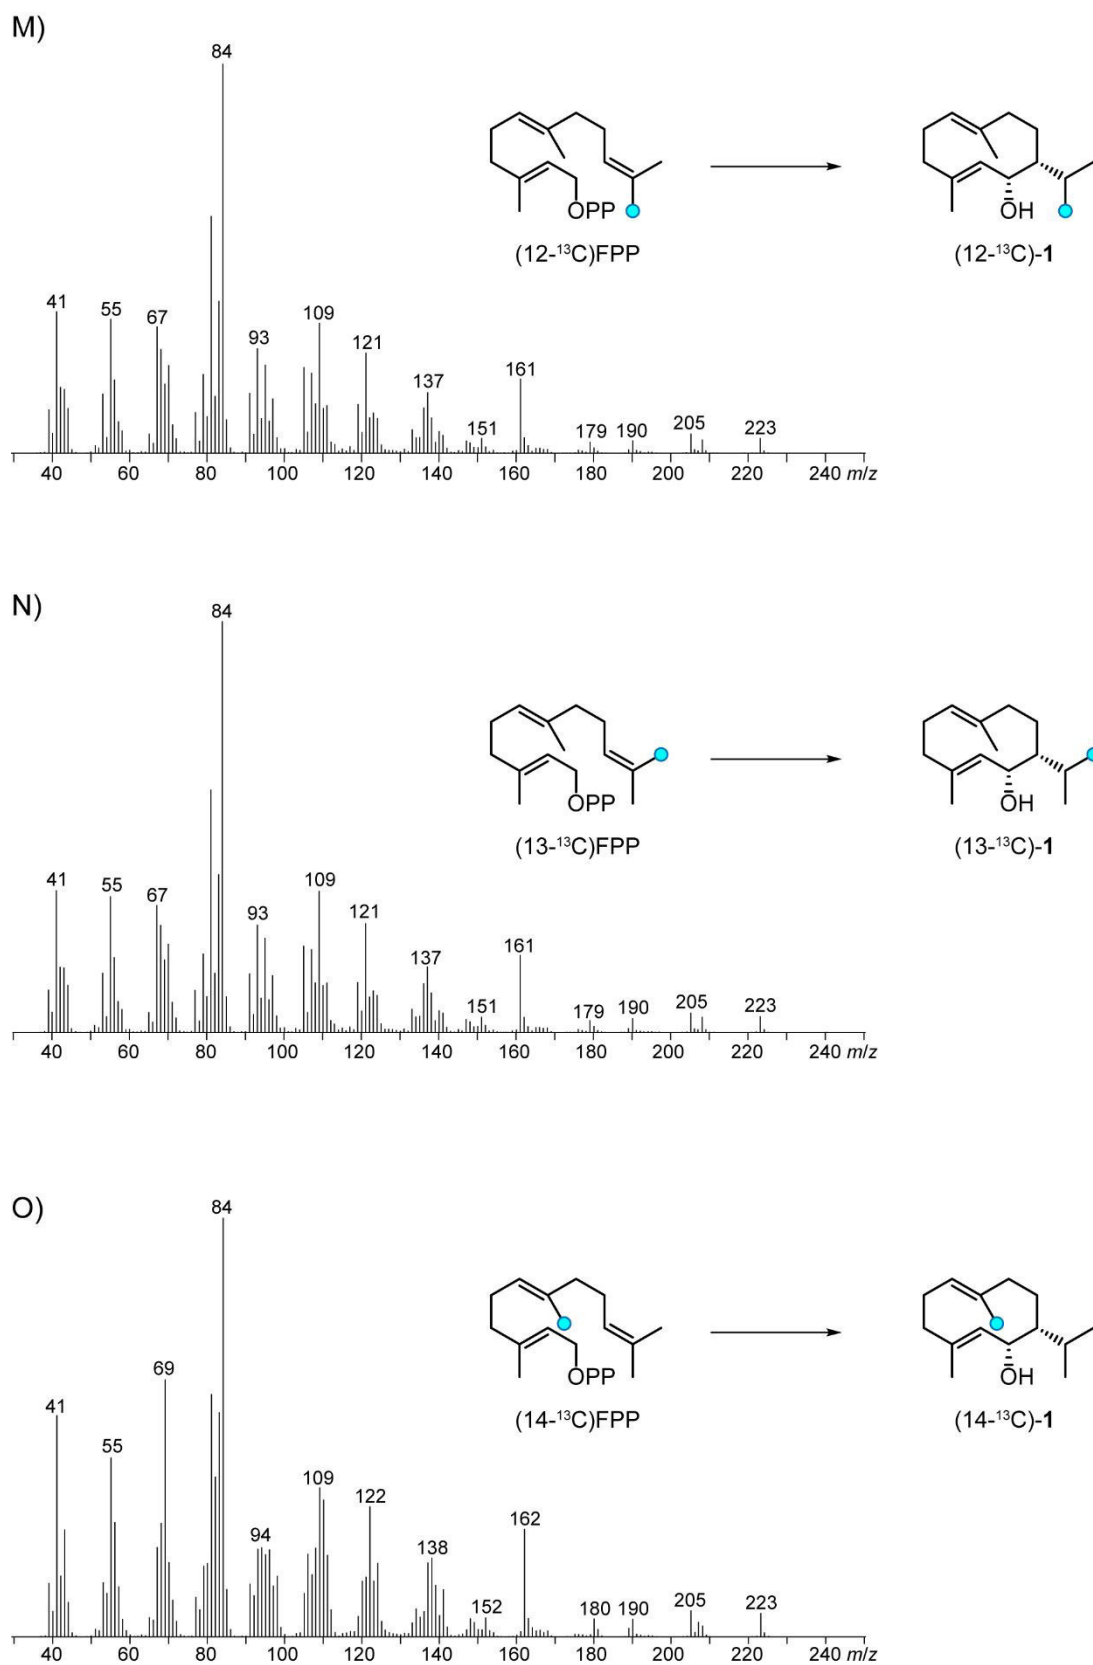 M)
84
41
55
67
93
109
121
137
151
161
179
190
205
223
OPP
OH
(12-¹³C)FPP
(12-¹³C)-1
40 60 80 100 120 140 160 180 200 220 240 m/z
N)
84
41
55
67
93
109
121
137
151
161
179
190
205
223
OPP
OH
(13-¹³C)FPP
(13-¹³C)-1
40 60 80 100 120 140 160 180 200 220 240 m/z
O)
84
41
55
69
94
109
122
138
152
162
180
190
205
223
OPP
OH
(14-¹³C)FPP
(14-¹³C)-1
40 60 80 100 120 140 160 180 200 220 240 m/z